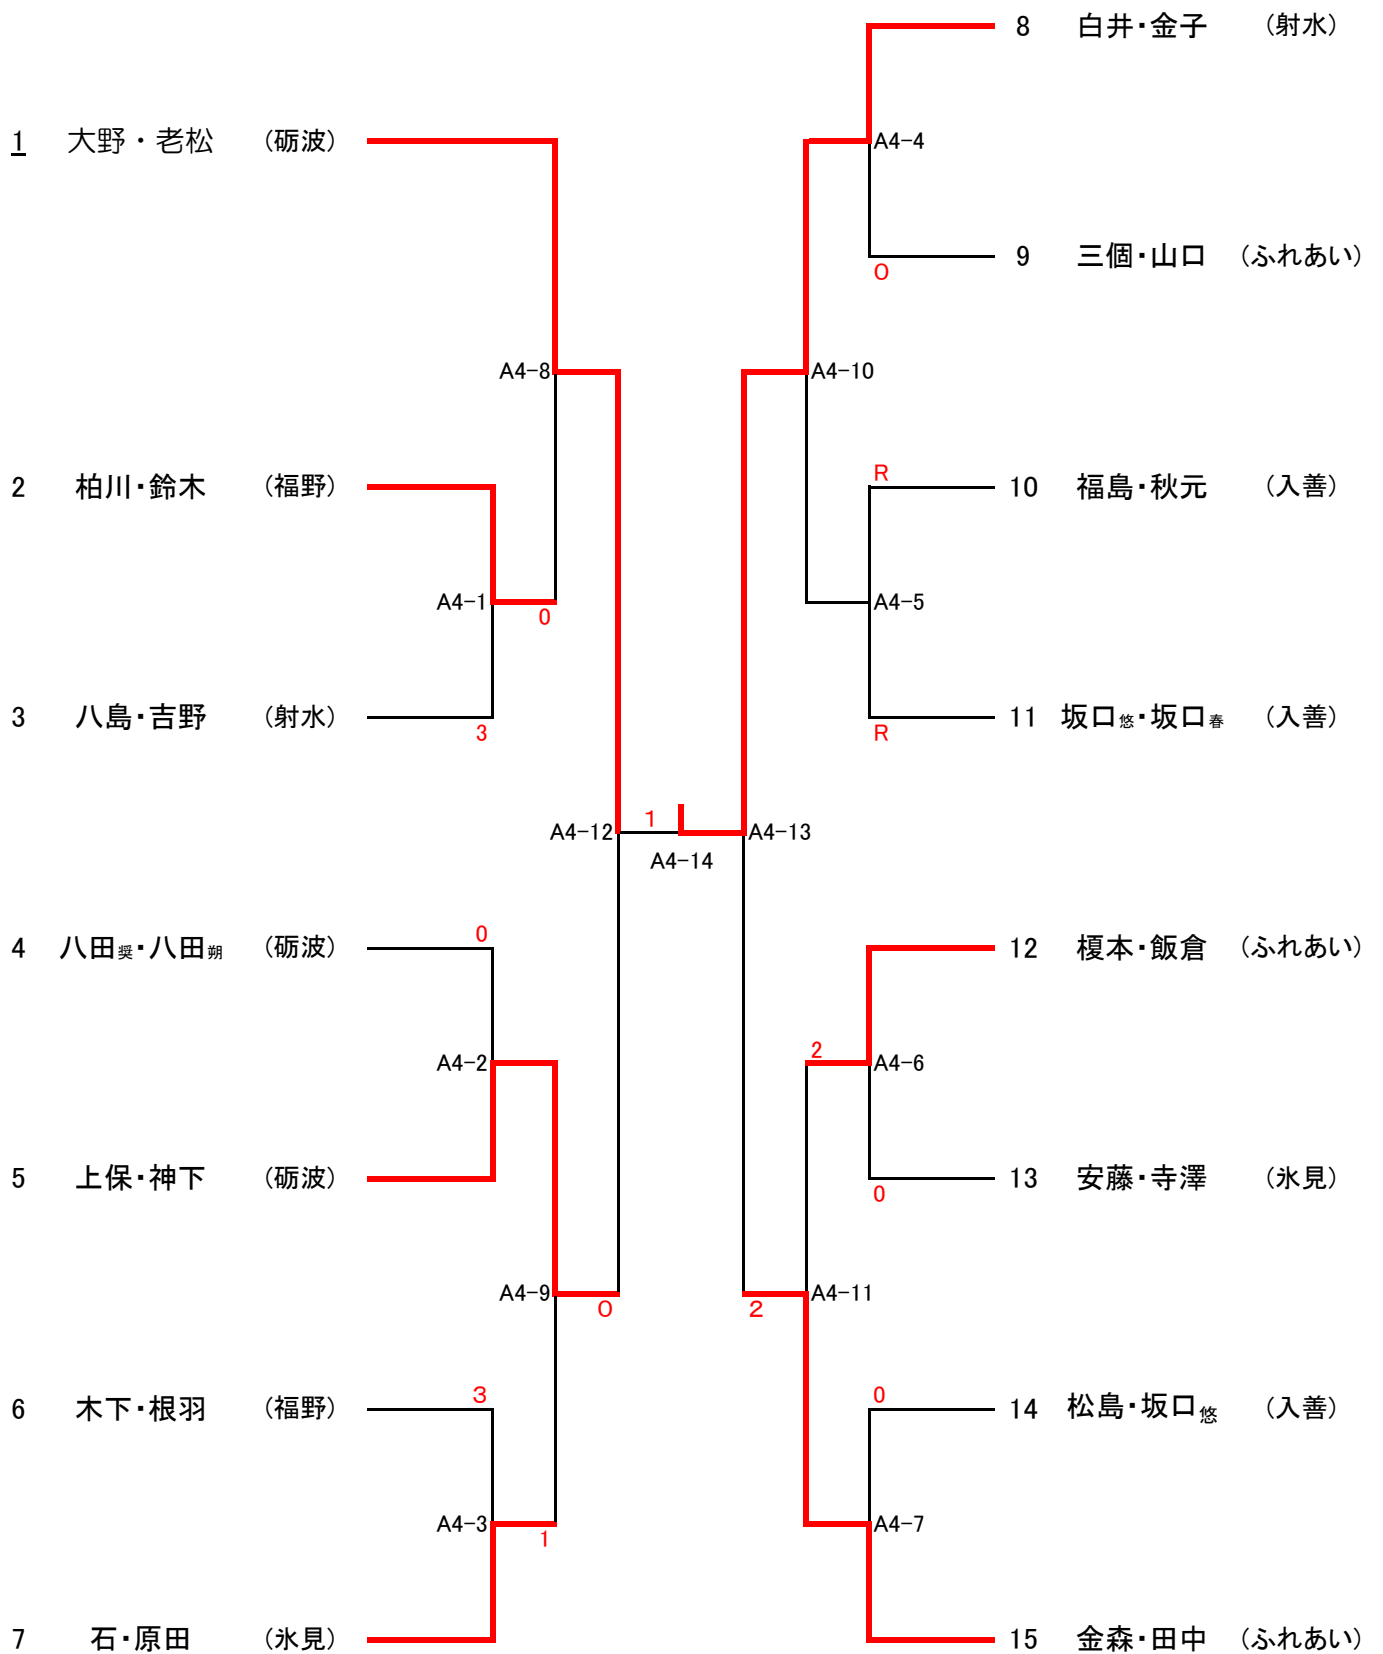 1 大野・老松 （砺波）
A4-8
2 柏川・鈴木 （福野）
A4-1
0
3 八島・吉野 （射水）
3
A4-12
1
A4-14
4 八田奨・八田朔 （砺波）
0
A4-2
5 上保・神下 （砺波）
A4-9
0
6 木下・根羽 （福野）
3
A4-3
1
7 石・原田 （氷見）
8 白井・金子 （射水）
A4-4
9 三個・山口 （ふれあい）
0
A4-10
R
10 福島・秋元 （入善）
A4-5
11 坂口悠・坂口春 （入善）
R
A4-13
12 榎本・飯倉 （ふれあい）
2
A4-6
13 安藤・寺澤 （氷見）
0
A4-11
2
0
14 松島・坂口悠 （入善）
A4-7
15 金森・田中 （ふれあい）